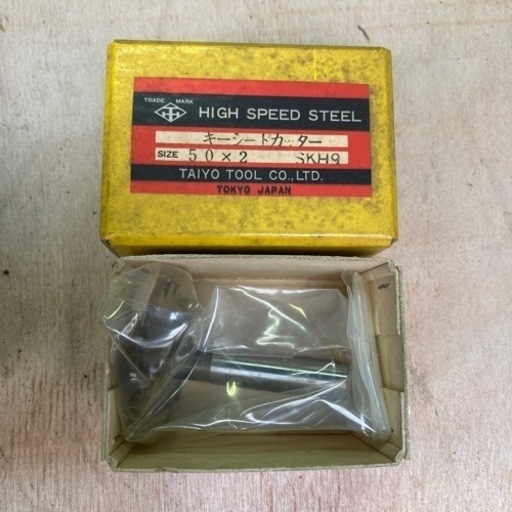 TRADE MARK
HIGH SPEED STEEL
キーシードカッター
SIZE 50×2 SKH9
TAIYO TOOL CO.,LTD.
TOKYO JAPAN